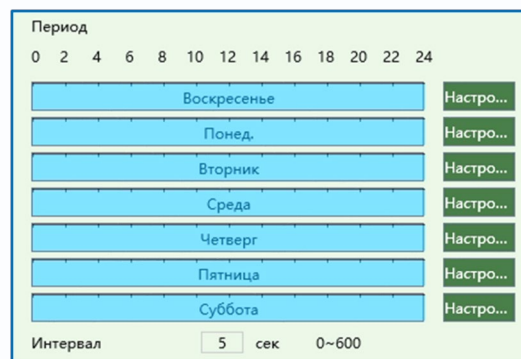 Период
0 2 4 6 8 10 12 14 16 18 20 22 24
Воскресенье Настро...
Понед. Настро...
Вторник Настро...
Среда Настро...
Четверг Настро...
Пятница Настро...
Суббота Настро...
Интервал 5 сек 0~600